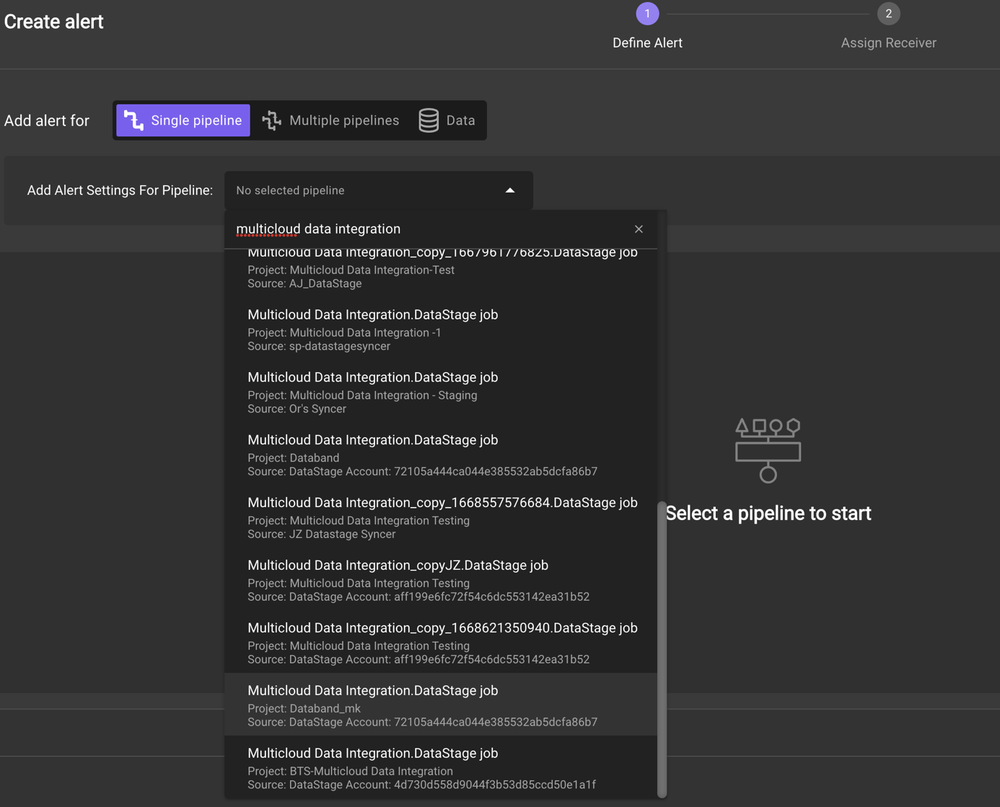 Create alert
1
2
Define Alert
Assign Receiver
Add alert for
Single pipeline
Multiple pipelines
Data
Add Alert Settings For Pipeline:
No selected pipeline
multicloud data integration
Multicloud Data Integration_copy_1667961776825.DataStage job
Project: Multicloud Data Integration-Test
Source: AJ_DataStage
Multicloud Data Integration.DataStage job
Project: Multicloud Data Integration -1
Source: sp-datastagesyncer
Multicloud Data Integration.DataStage job
Project: Multicloud Data Integration - Staging
Source: Or's Syncer
Multicloud Data Integration.DataStage job
Project: Databand
Source: DataStage Account: 72105a444ca044e385532ab5dcfa86b7
Multicloud Data Integration_copy_1668557576684.DataStage job
Project: Multicloud Data Integration Testing
Source: JZ Datastage Syncer
Multicloud Data Integration_copyJZ.DataStage job
Project: Multicloud Data Integration Testing
Source: DataStage Account: aff199e6fc72f54c6dc553142ea31b52
Multicloud Data Integration_copy_1668621350940.DataStage job
Project: Multicloud Data Integration Testing
Source: DataStage Account: aff199e6fc72f54c6dc553142ea31b52
Multicloud Data Integration.DataStage job
Project: Databand_mk
Source: DataStage Account: 72105a444ca044e385532ab5dcfa86b7
Multicloud Data Integration.DataStage job
Project: BTS-Multicloud Data Integration
Source: DataStage Account: 4d730d558d9044f3b53d85ccd50e1a1f
Select a pipeline to start